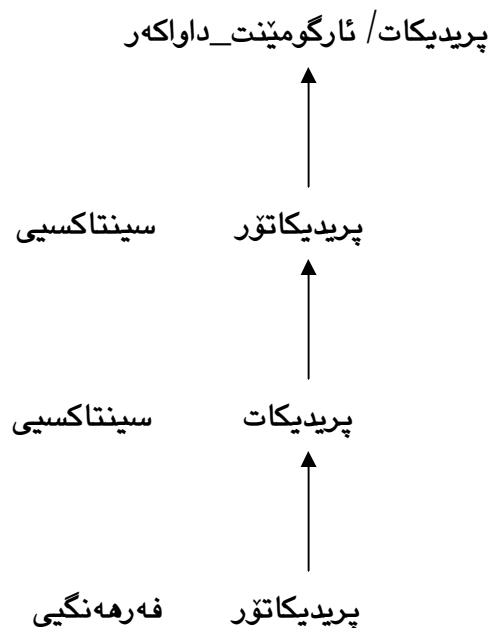 پریدیکات/ ئارگومێنت_داواکەر
پریدیکاتۆر سینتاکسیی
پریدیکات سینتاکسیی
پریدیکاتۆر فەرهەنگیی